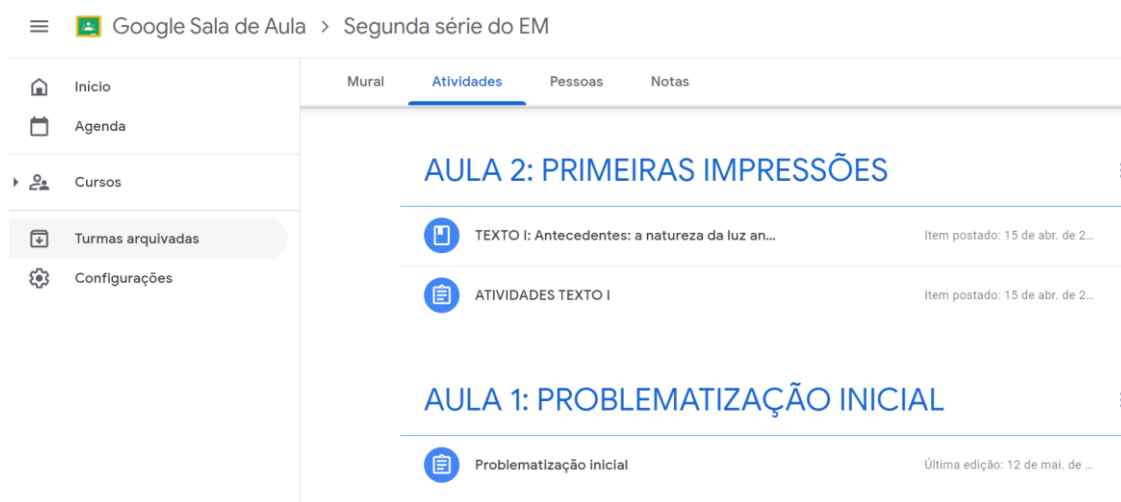 Google Sala de Aula > Segunda série do EM
Início
Agenda
Cursos
Turmas arquivadas
Configurações
Mural Atividades Pessoas Notas
AULA 2: PRIMEIRAS IMPRESSÕES
TEXTO I: Antecedentes: a natureza da luz an... Item postado: 15 de abr. de 2...
ATIVIDADES TEXTO I Item postado: 15 de abr. de 2...
AULA 1: PROBLEMATIZAÇÃO INICIAL
Problematização inicial Última edição: 12 de mai. de ...